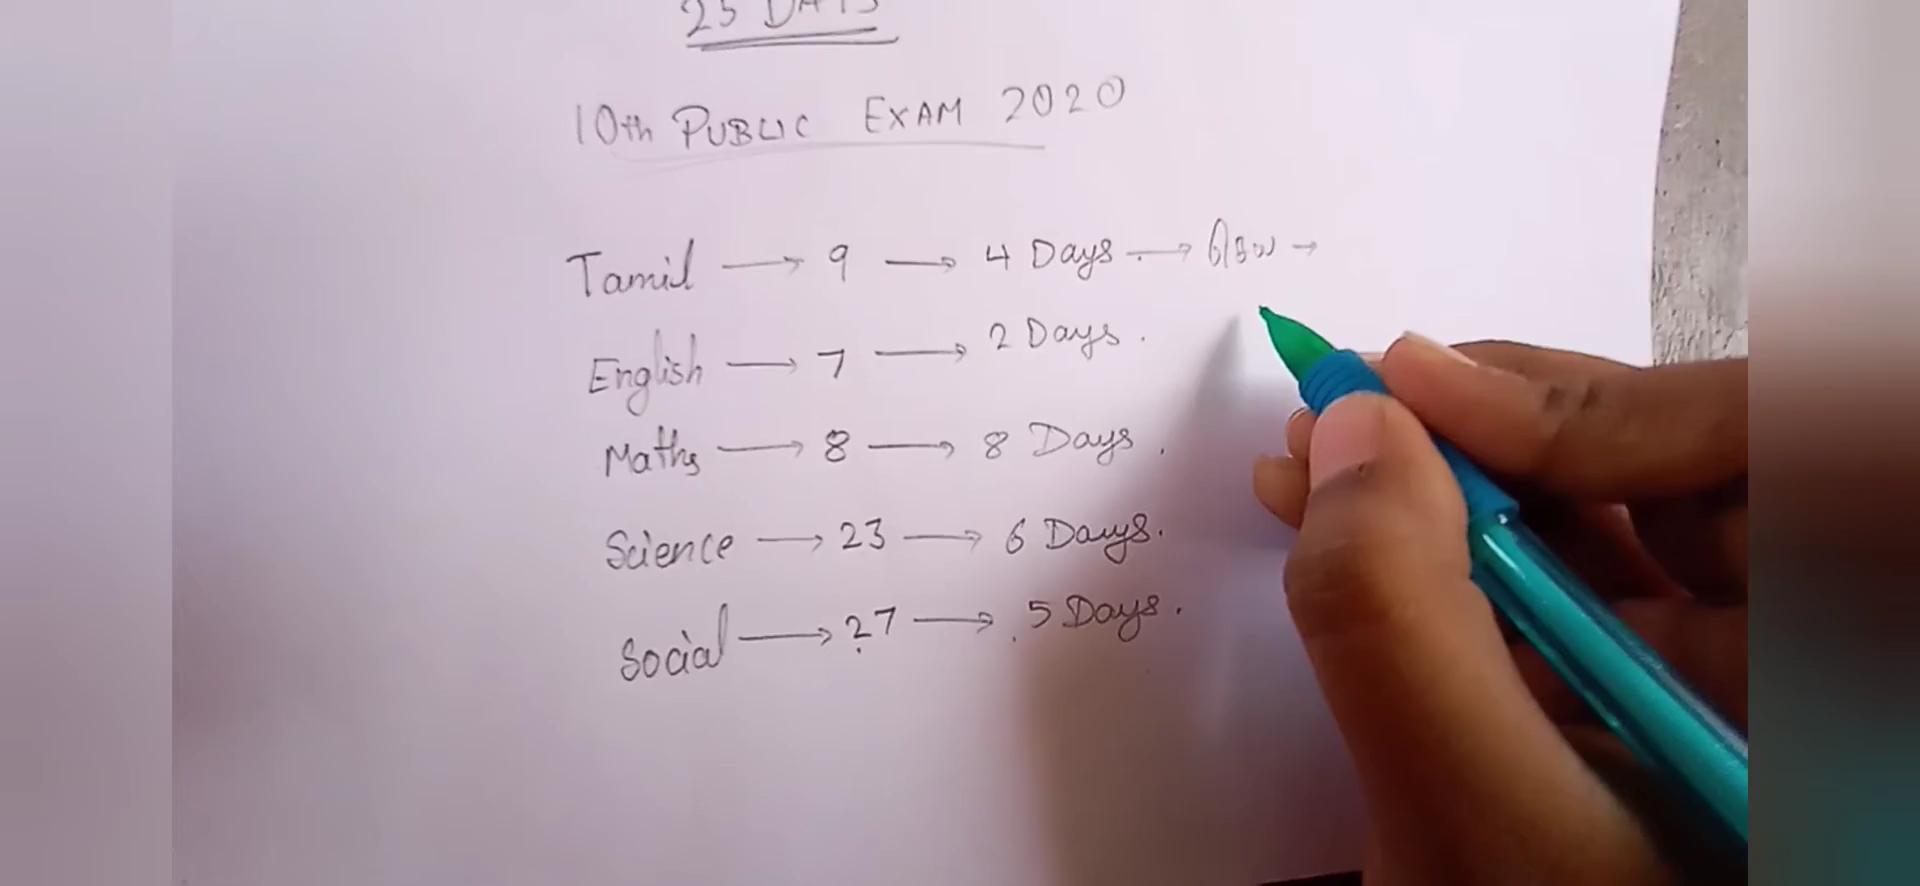 25 DAYS
10th PUBLIC EXAM 2020
Tamil → 9 → 4 Days →
English → 7 → 2 Days.
Maths → 8 → 8 Days.
Science → 23 → 6 Days.
Social → 27 → 5 Days.